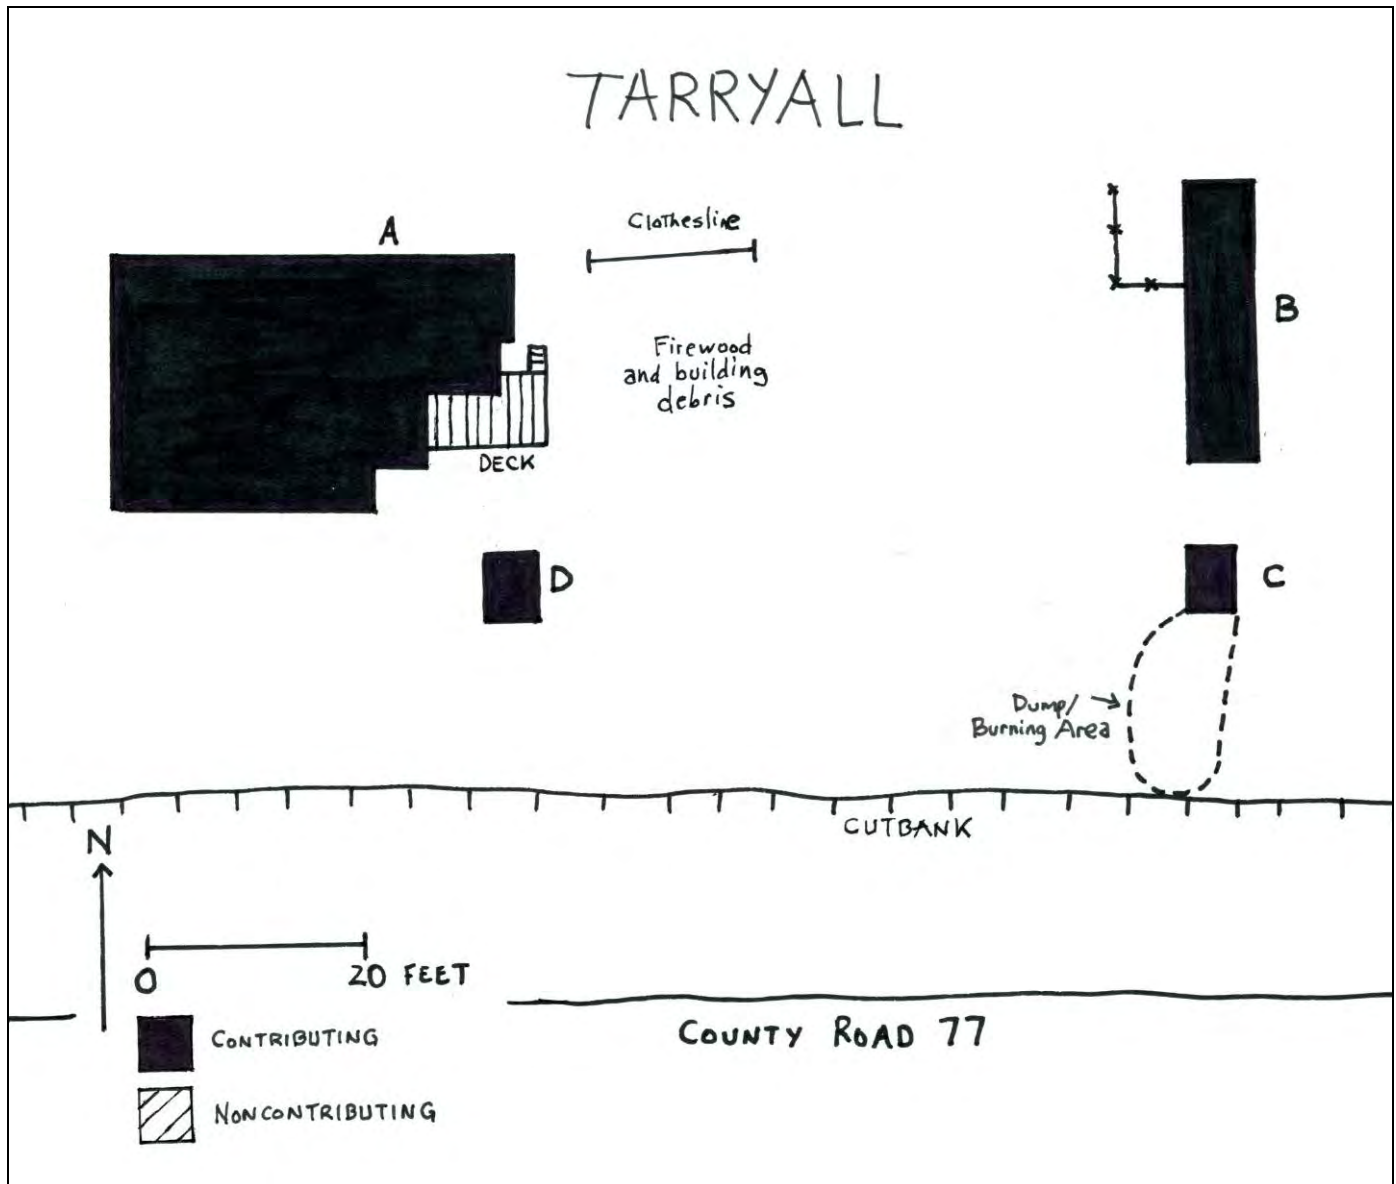 TARRYALL
A
Clothesline
B
Firewood
and building
debris
DECK
D
C
Dump/
Burning Area
CUTBANK
N
0
20 FEET
CONTRIBUTING
COUNTY ROAD 77
NONCONTRIBUTING